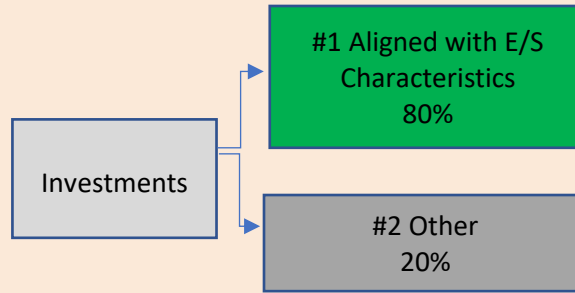 #1 Aligned with E/S
Characteristics
80%
Investments
#2 Other
20%